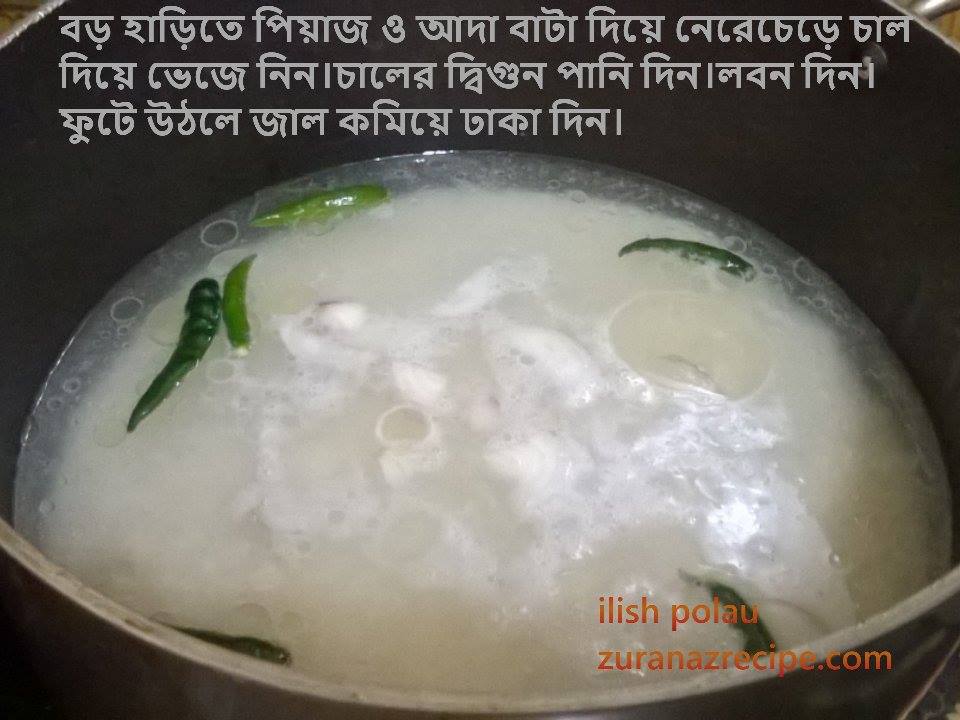 বড় হাড়িতে পিয়াজ ও আদা বাটা দিয়ে নেরেচেড়ে চাল
দিয়ে ভেজে নিন।চালের দ্বিগুন পানি দিন।লবন দিন।
ফুটে উঠলে জাল কমিয়ে ঢাকা দিন।
ilish polau
zuranazrecipe.com